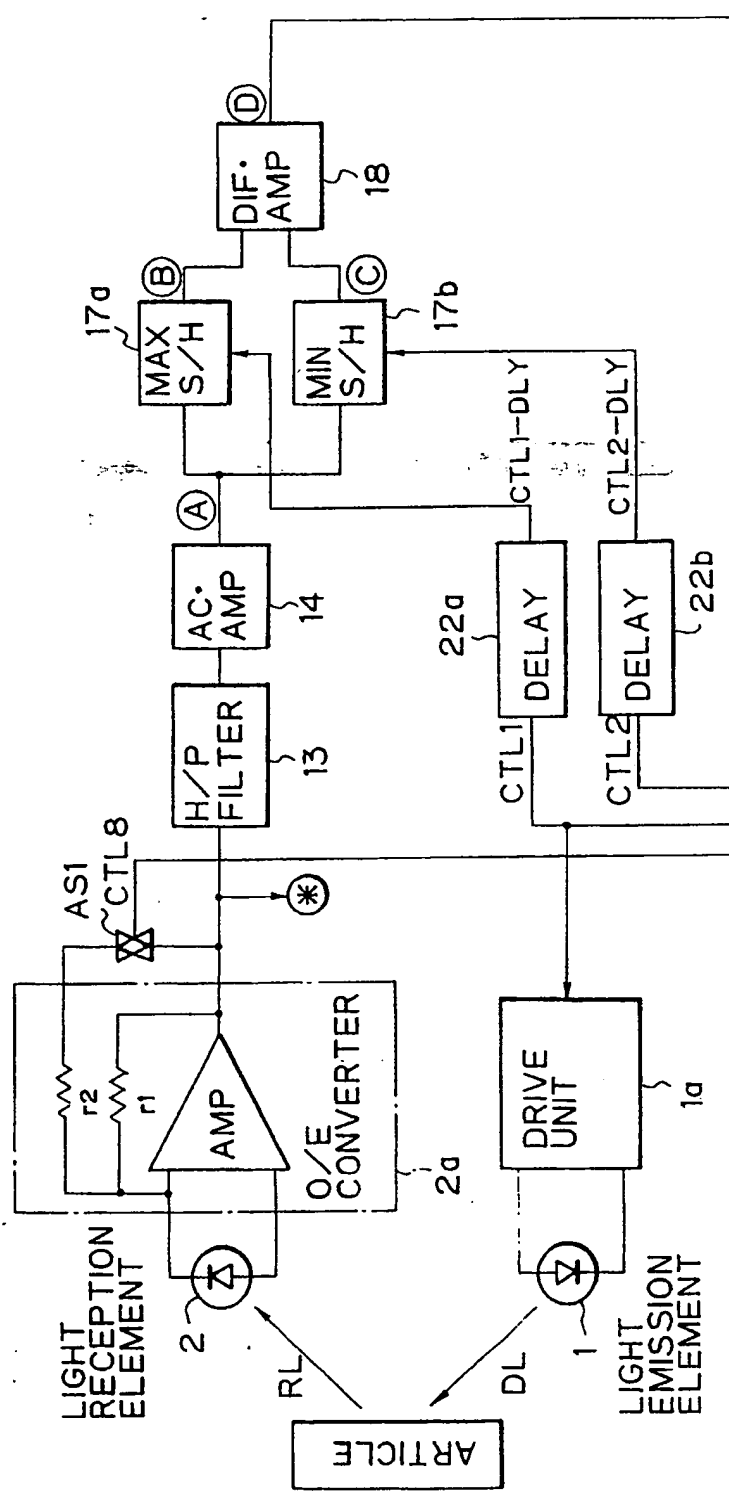 LIGHT
RECEPTION
ELEMENT
2
RL
ARTICLE
DL
1
LIGHT
EMISSION
ELEMENT
r2
r1
AMP
O/E
CONVERTER
2a
AS1
CTL8
*
H/P
FILTER
13
AC·
AMP
14
A
17a
MAX
S/H
B
MIN
S/H
17b
C
DIF·
AMP
18
D
DRIVE
UNIT
1a
CTL1
22a
DELAY
CTL1-DLY
CTL2
DELAY
22b
CTL2-DLY